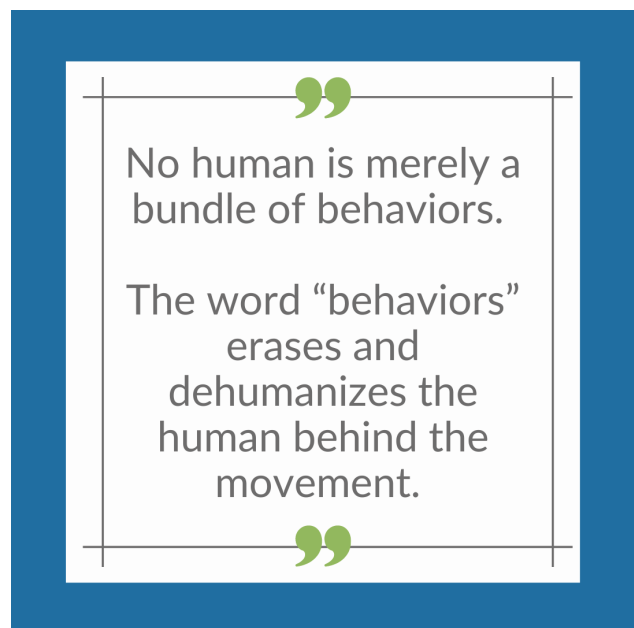 No human is merely a
bundle of behaviors.
The word “behaviors”
erases and
dehumanizes the
human behind the
movement.